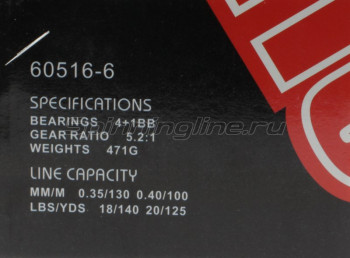 60516-6
SPECIFICATIONS
BEARINGS 4+1BB
GEAR RATIO 5.2:1
WEIGHTS 471G
LINE CAPACITY
MM/M 0.35/130 0.40/100
LBS/YDS 18/140 20/125